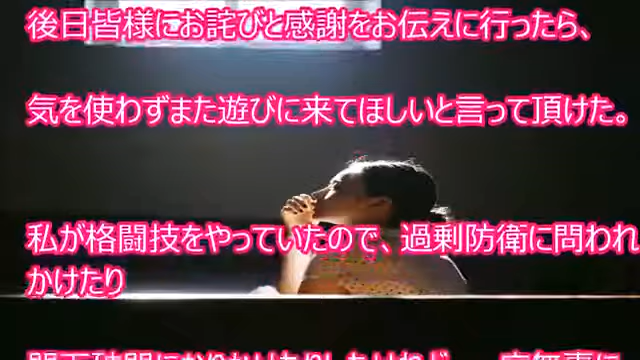 後日皆様にお詫びと感謝をお伝えに行ったら、
気を使わずまた遊びに来てほしいと言って頂けた。
私が格闘技をやっていたので、過剰防衛に問われ
かけたり